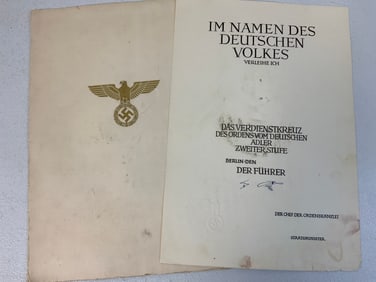 IM NAMEN DES
DEUTSCHEN
VOLKES
VERLEIHE ICH
DAS VERDIENSTKREUZ
DES ORDENS VOM DEUTSCHEN
ADLER
ZWEITER STUFE
BERLIN·DEN
DER FÜHRER
DER CHEF DER ORDENSKANZLEI
STAATSMINISTER